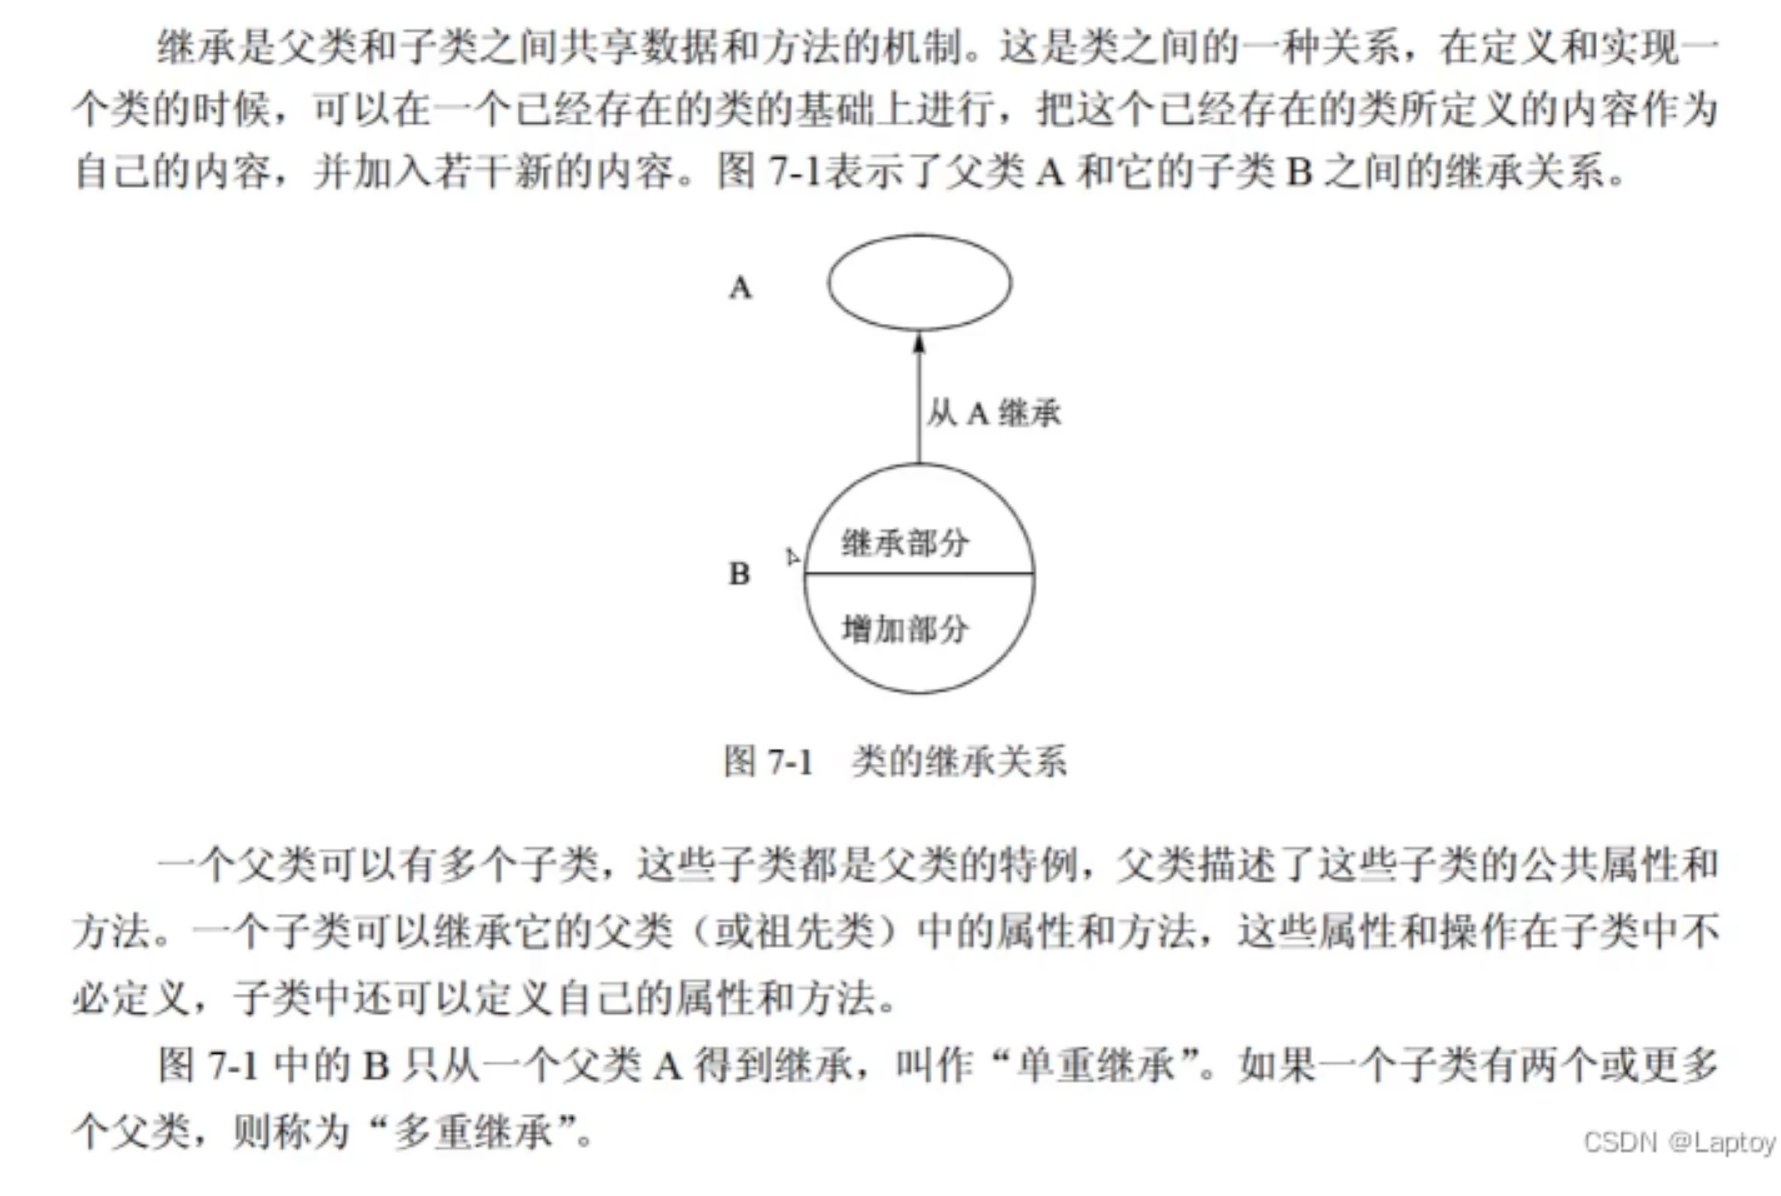 继承是父类和子类之间共享数据和方法的机制。这是类之间的一种关系，在定义和实现一
个类的时候，可以在一个已经存在的类的基础上进行，把这个已经存在的类所定义的内容作为
自己的内容，并加入若干新的内容。图 7-1表示了父类 A 和它的子类 B 之间的继承关系。
A
从 A 继承
继承部分
B
增加部分
图 7-1 类的继承关系
一个父类可以有多个子类，这些子类都是父类的特例，父类描述了这些子类的公共属性和
方法。一个子类可以继承它的父类（或祖先类）中的属性和方法，这些属性和操作在子类中不
必定义，子类中还可以定义自己的属性和方法。
图 7-1 中的 B 只从一个父类 A 得到继承，叫作“单重继承”。如果一个子类有两个或更多
个父类，则称为“多重继承”。
CSDN @Laptoy